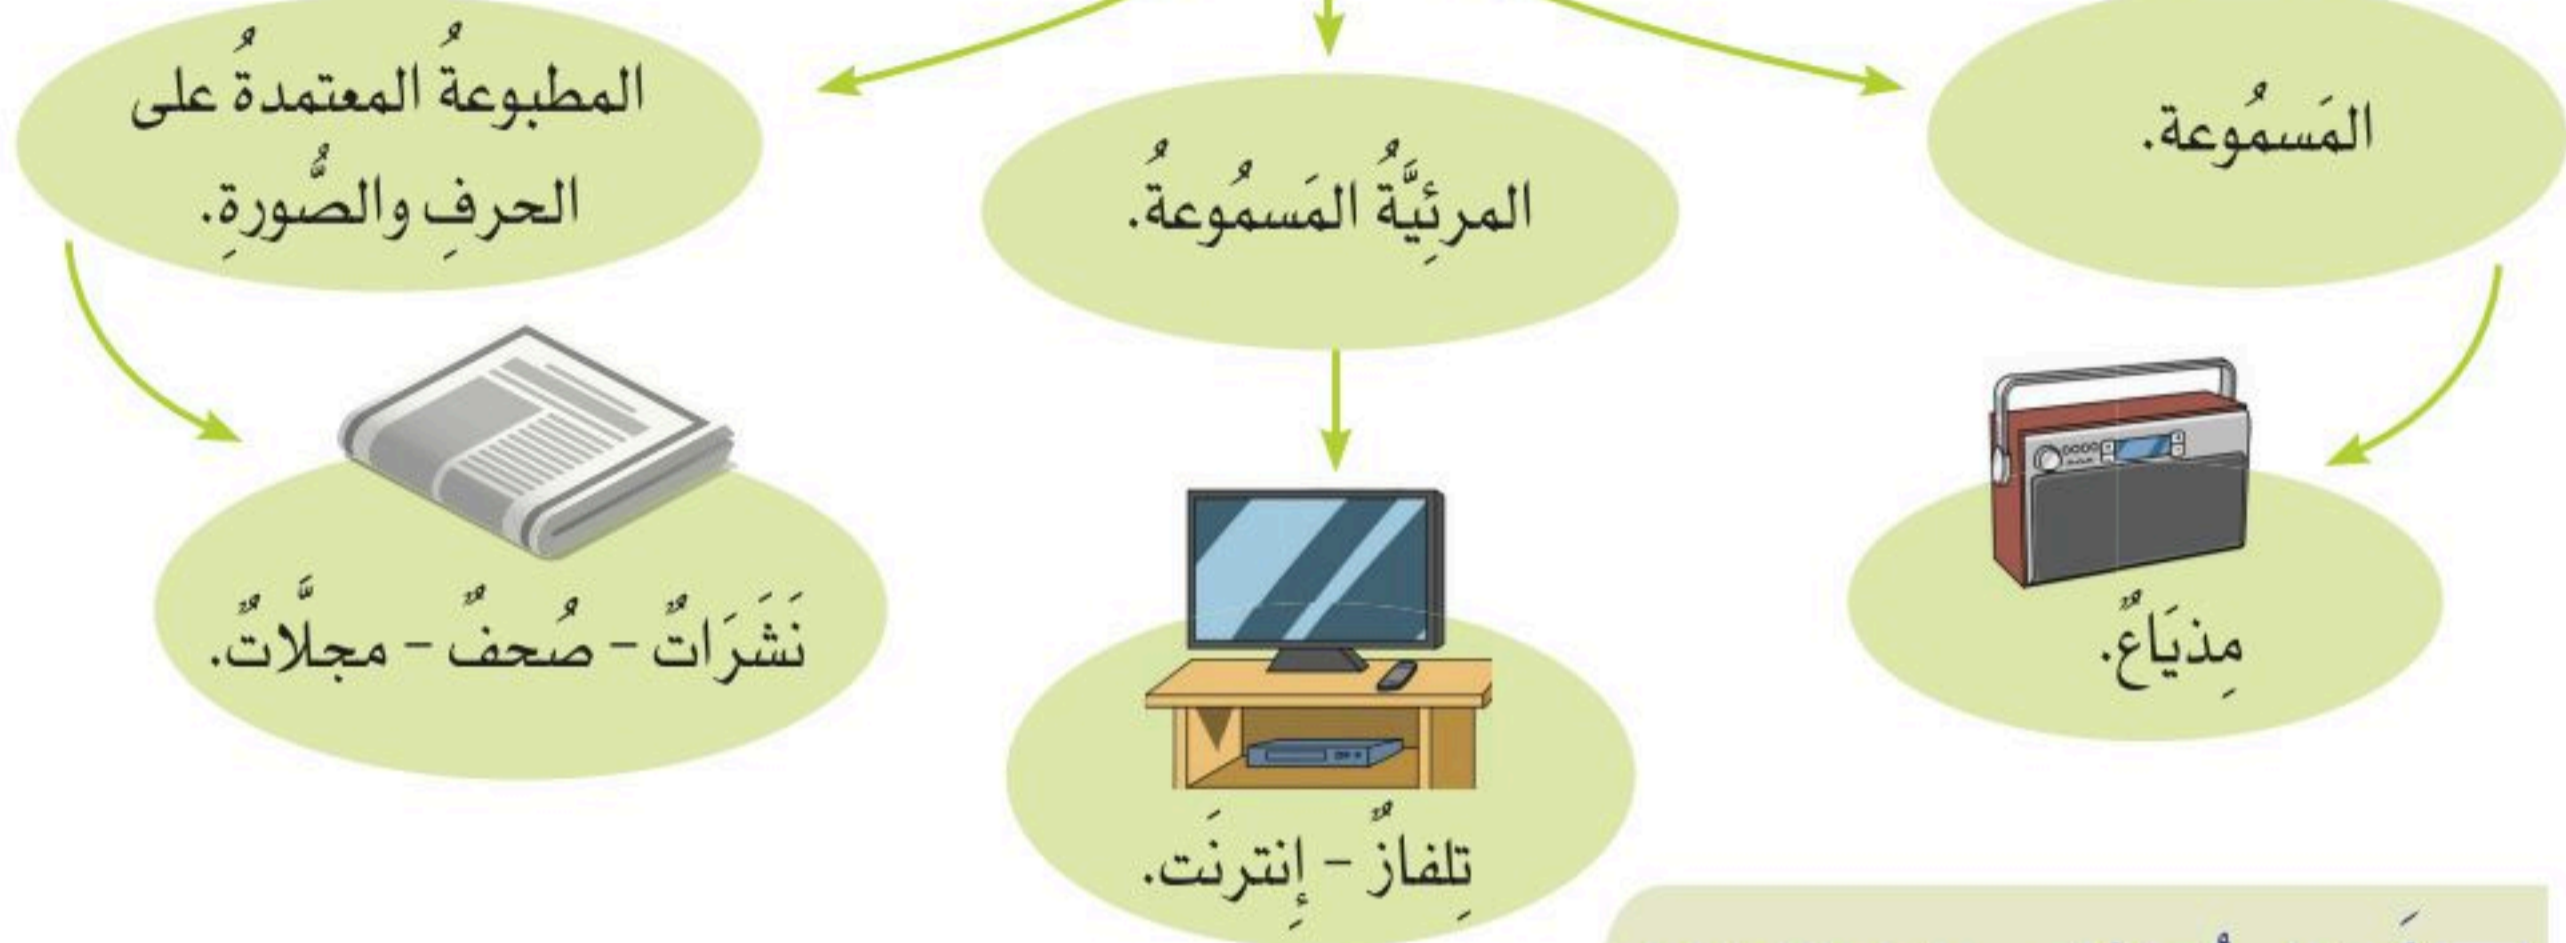 المَسمُوعة.
المرئِيَّةُ المَسمُوعةُ.
المطبوعةُ المعتمدةُ على
الحرفِ والصُّورةِ.
مِذيَاعٌ.
تِلفازٌ - إِنترنَت.
نَشَرَاتٌ - صُحفٌ - مجلَّاتٌ.